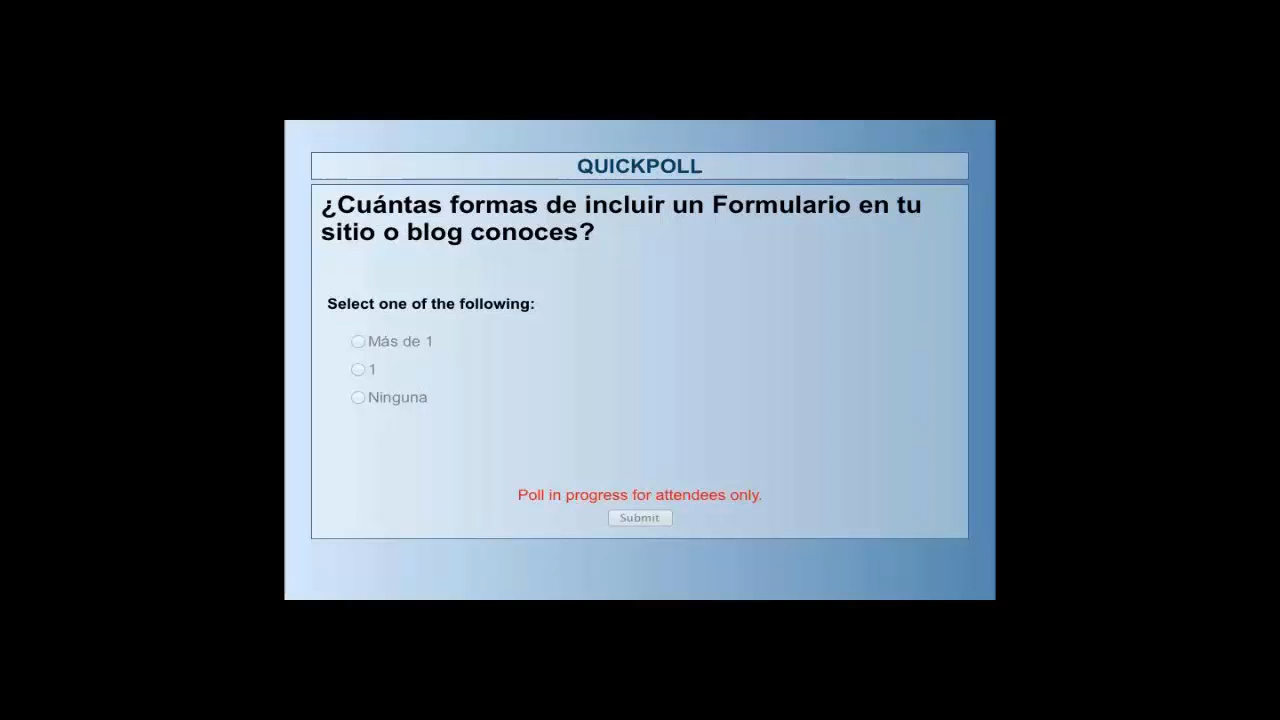 QUICKPOLL
¿Cuántas formas de incluir un Formulario en tu
sitio o blog conoces?
Select one of the following:
Más de 1
1
Ninguna
Poll in progress for attendees only.
Submit